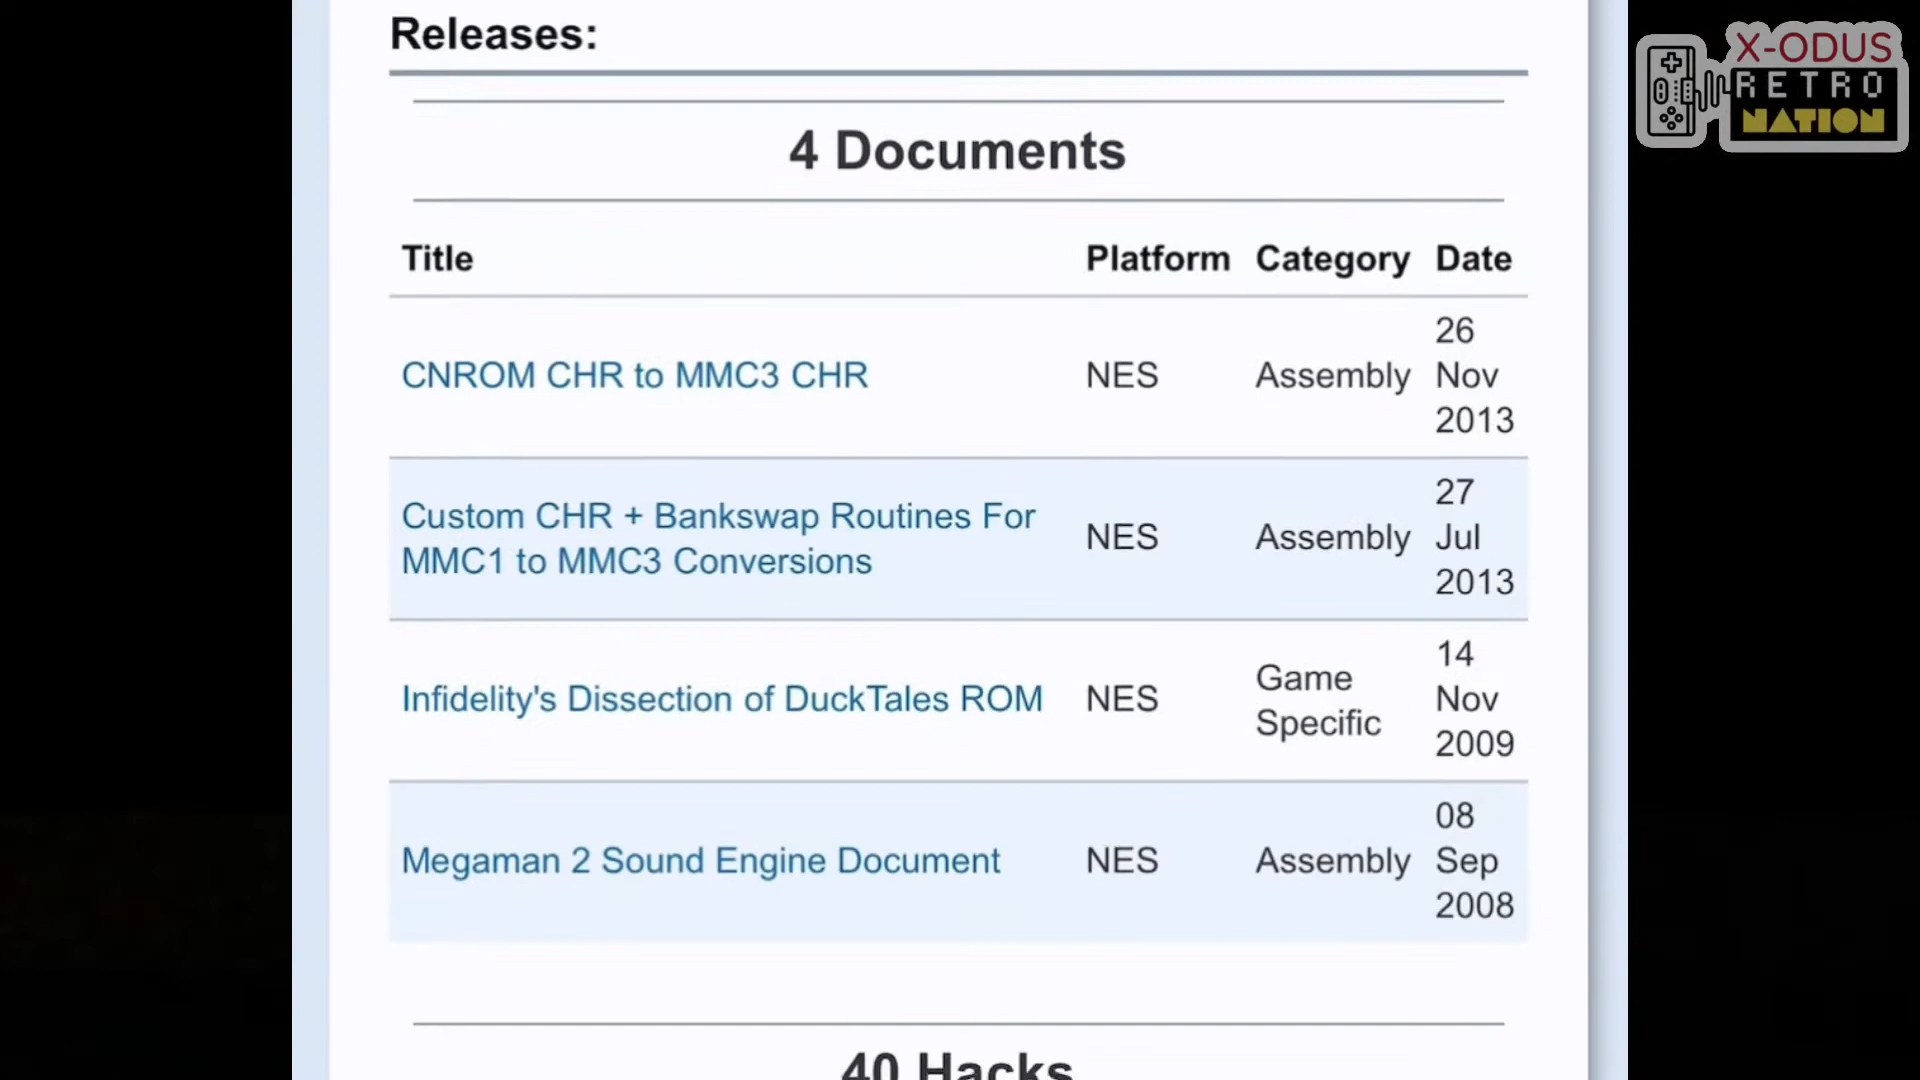 Releases:
X-ODUS
RETRO
NATION
4 Documents
Title Platform Category Date
CNROM CHR to MMC3 CHR NES Assembly 26
Nov
2013
Custom CHR + Bankswap Routines For
MMC1 to MMC3 Conversions NES Assembly 27
Jul
2013
Infidelity's Dissection of DuckTales ROM NES Game
Specific 14
Nov
2009
Megaman 2 Sound Engine Document NES Assembly 08
Sep
2008
40 Hacks